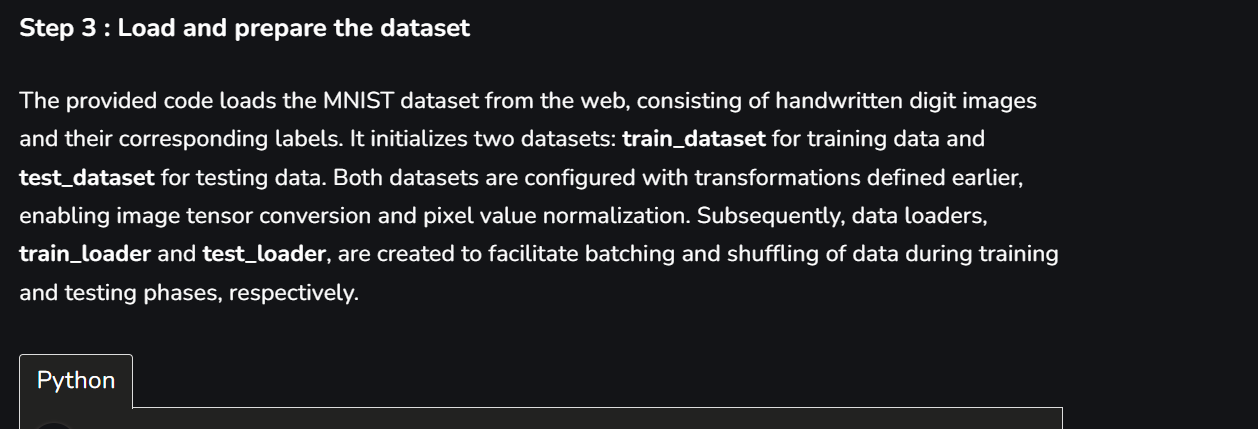 Step 3 : Load and prepare the dataset
The provided code loads the MNIST dataset from the web, consisting of handwritten digit images
and their corresponding labels. It initializes two datasets: train_dataset for training data and
test_dataset for testing data. Both datasets are configured with transformations defined earlier,
enabling image tensor conversion and pixel value normalization. Subsequently, data loaders,
train_loader and test_loader, are created to facilitate batching and shuffling of data during training
and testing phases, respectively.
Python